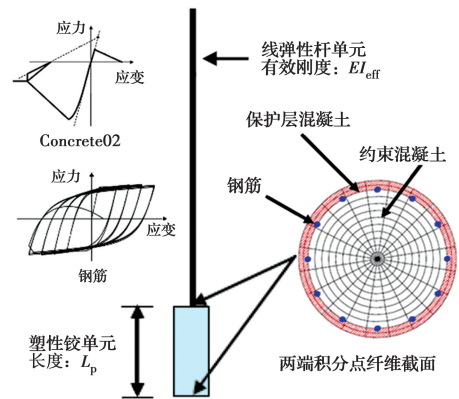 应力
应变
Concrete02
应力
应变
钢筋
塑性铰单元
长度：Lp
线弹性杆单元
有效刚度：EIeff
保护层混凝土
约束混凝土
钢筋
两端积分点纤维截面